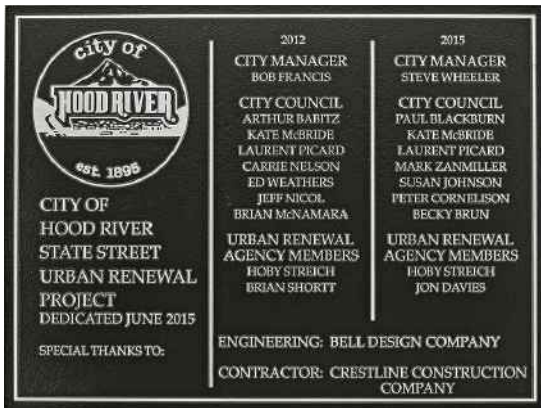 city of
HOOD RIVER
est. 1895
CITY OF
HOOD RIVER
STATE STREET
URBAN RENEWAL
PROJECT
DEDICATED JUNE 2015
SPECIAL THANKS TO:
2012
CITY MANAGER
BOB FRANCIS
CITY COUNCIL
ARTHUR BABITZ
KATE McBRIDE
LAURENT PICARD
CARRIE NELSON
ED WEATHERS
JEFF NICOL
BRIAN McNAMARA
URBAN RENEWAL
AGENCY MEMBERS
HOBY STREICH
BRIAN SHORTT
2015
CITY MANAGER
STEVE WHEELER
CITY COUNCIL
PAUL BLACKBURN
KATE McBRIDE
LAURENT PICARD
MARK ZANMILLER
SUSAN JOHNSON
PETER CORNELISON
BECKY BRUN
URBAN RENEWAL
AGENCY MEMBERS
HOBY STREICH
JON DAVIES
ENGINEERING: BELL DESIGN COMPANY
CONTRACTOR: CRESTLINE CONSTRUCTION
COMPANY